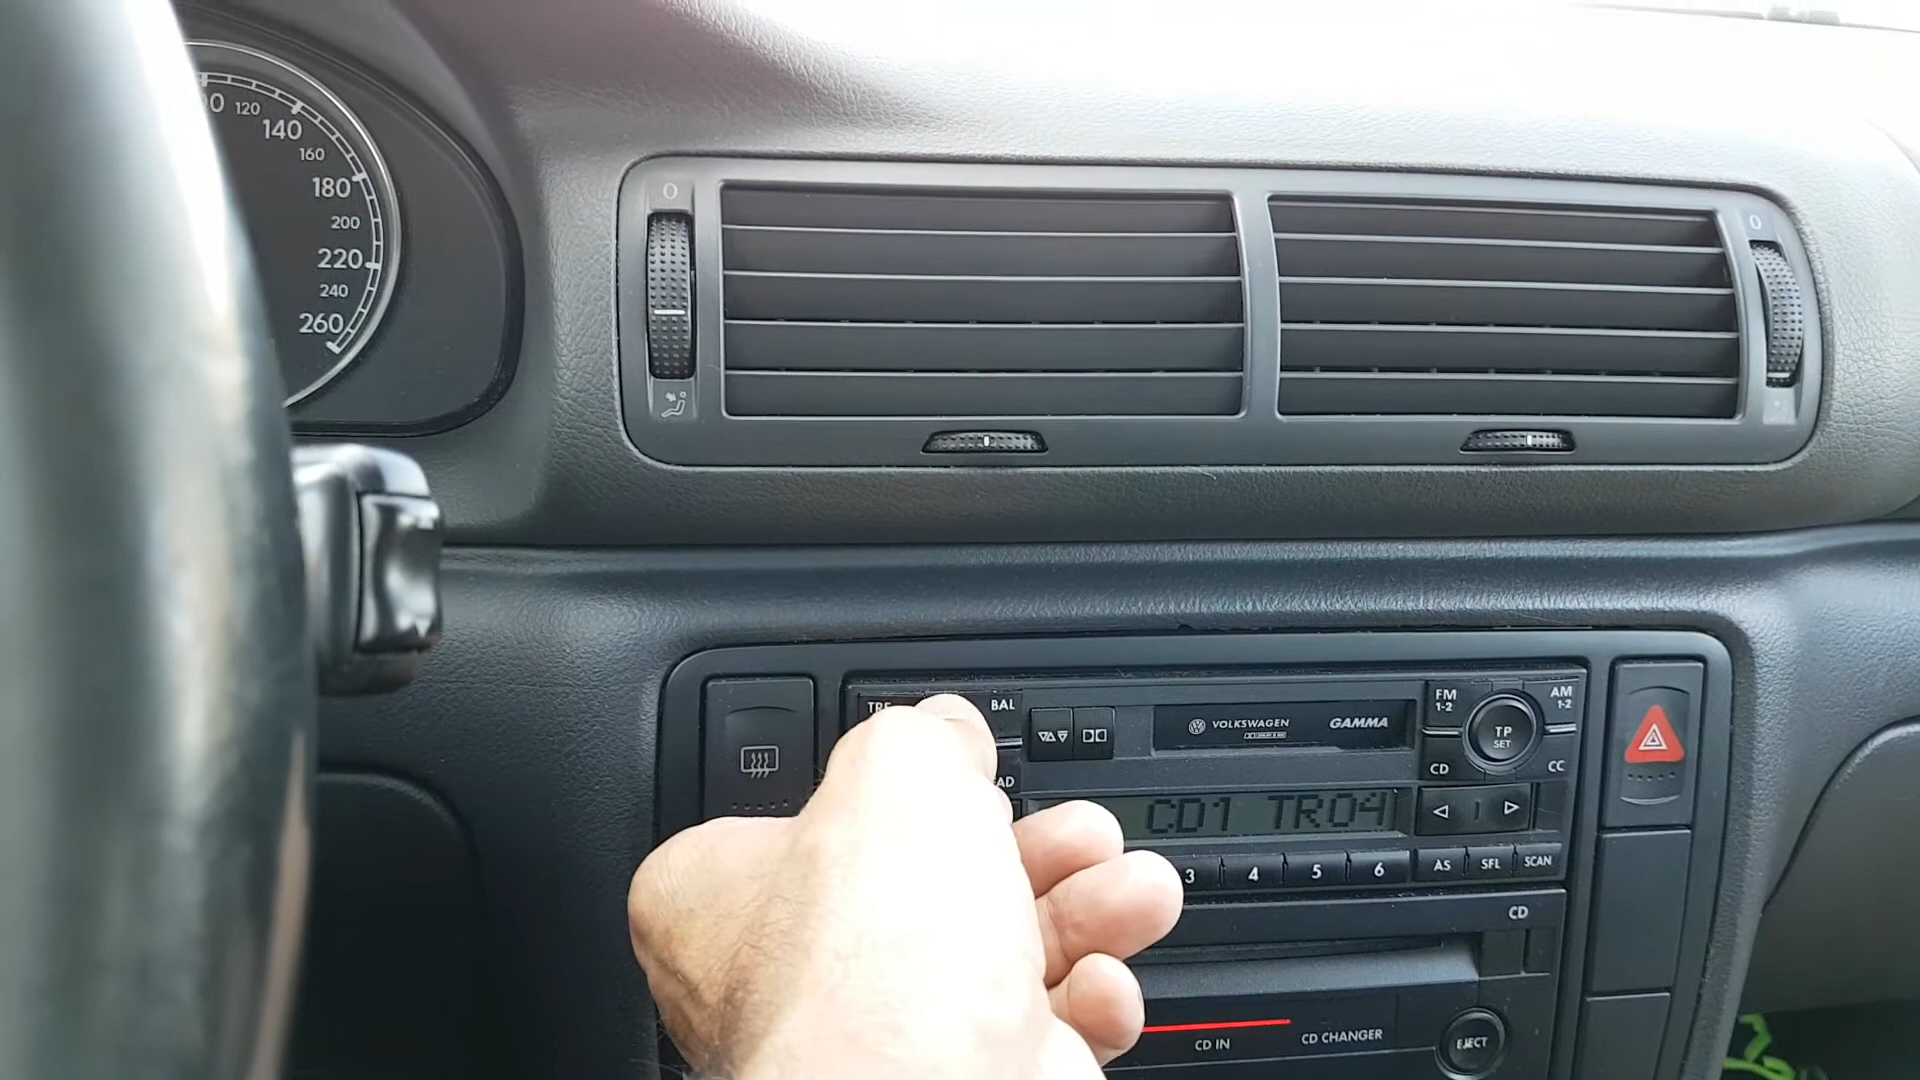 120
140
160
180
200
220
240
260
0
0
BAL
VOLKSWAGEN
GAMMA
FM
1-2
AM
1-2
TP
SET
CD
CC
CD1 TR04
3 4 5 6
AS SFL SCAN
CD
CD IN
CD CHANGER
EJECT